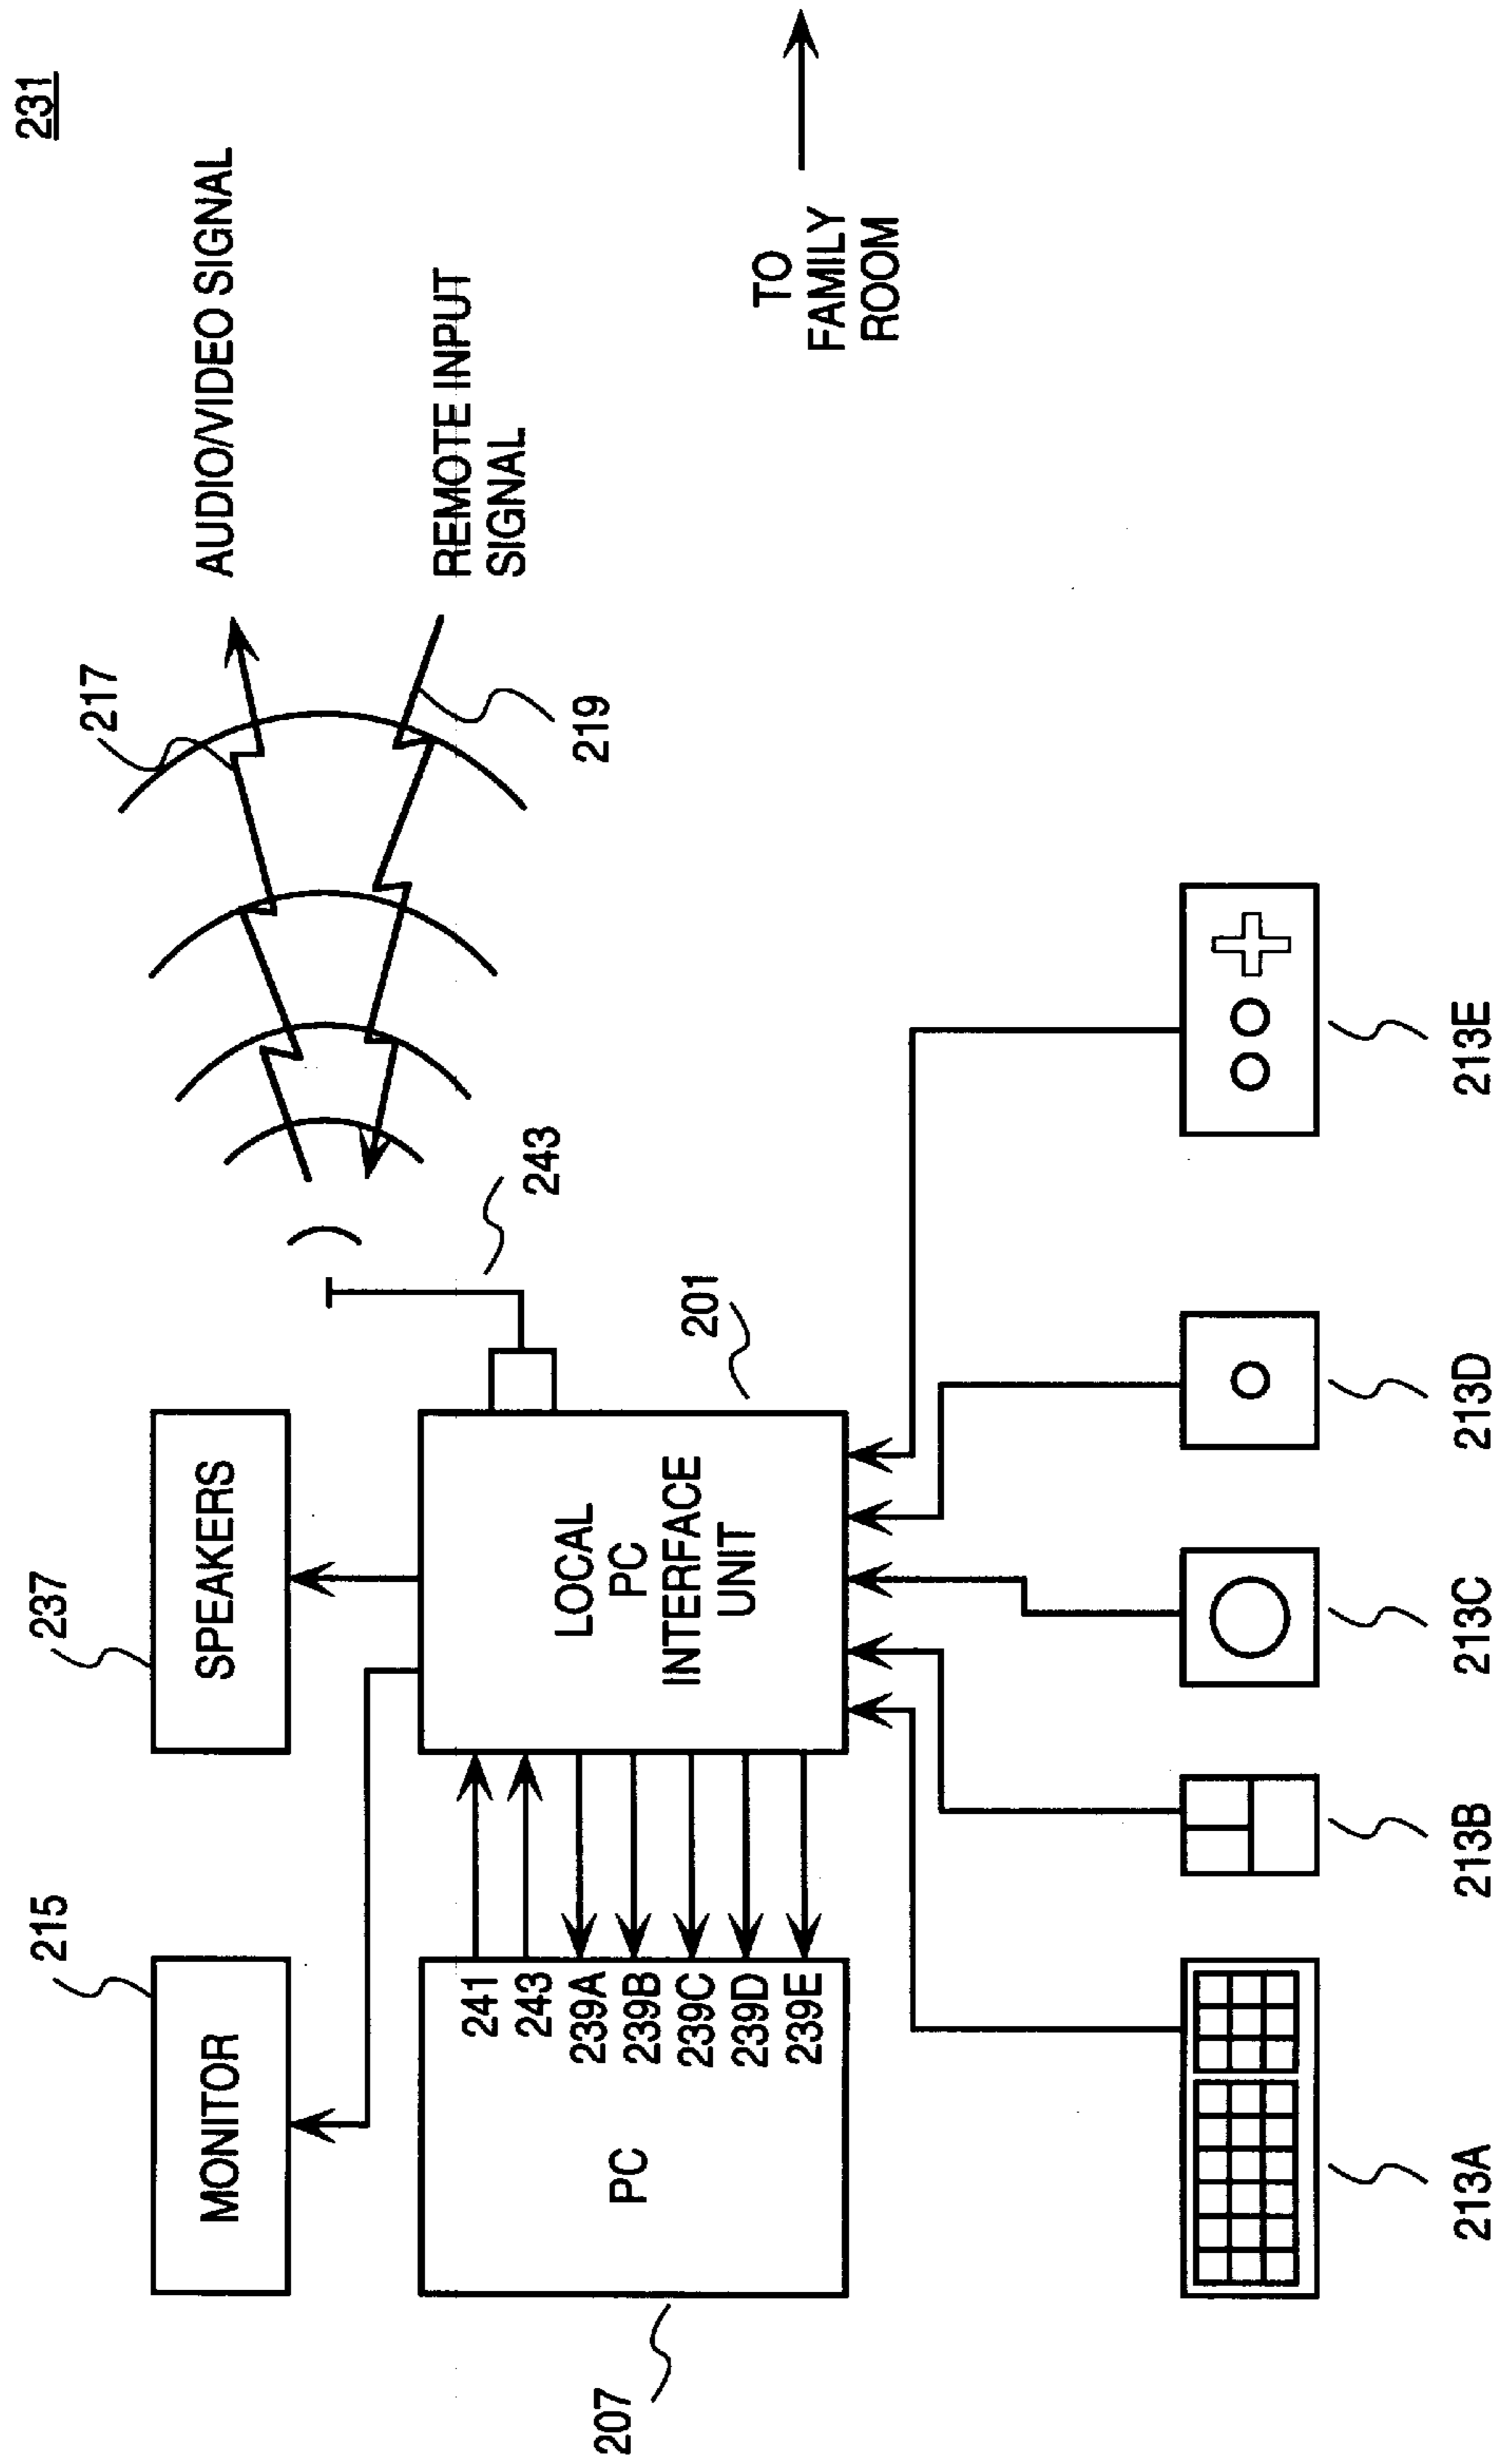 231
AUDIO/VIDEO SIGNAL
217
REMOTE INPUT
SIGNAL
219
TO
FAMILY
ROOM
243
237
SPEAKERS
215
MONITOR
201
LOCAL
PC
INTERFACE
UNIT
241
243
239A
239B
239C
239D
239E
PC
207
213A
213B
213C
213D
213E